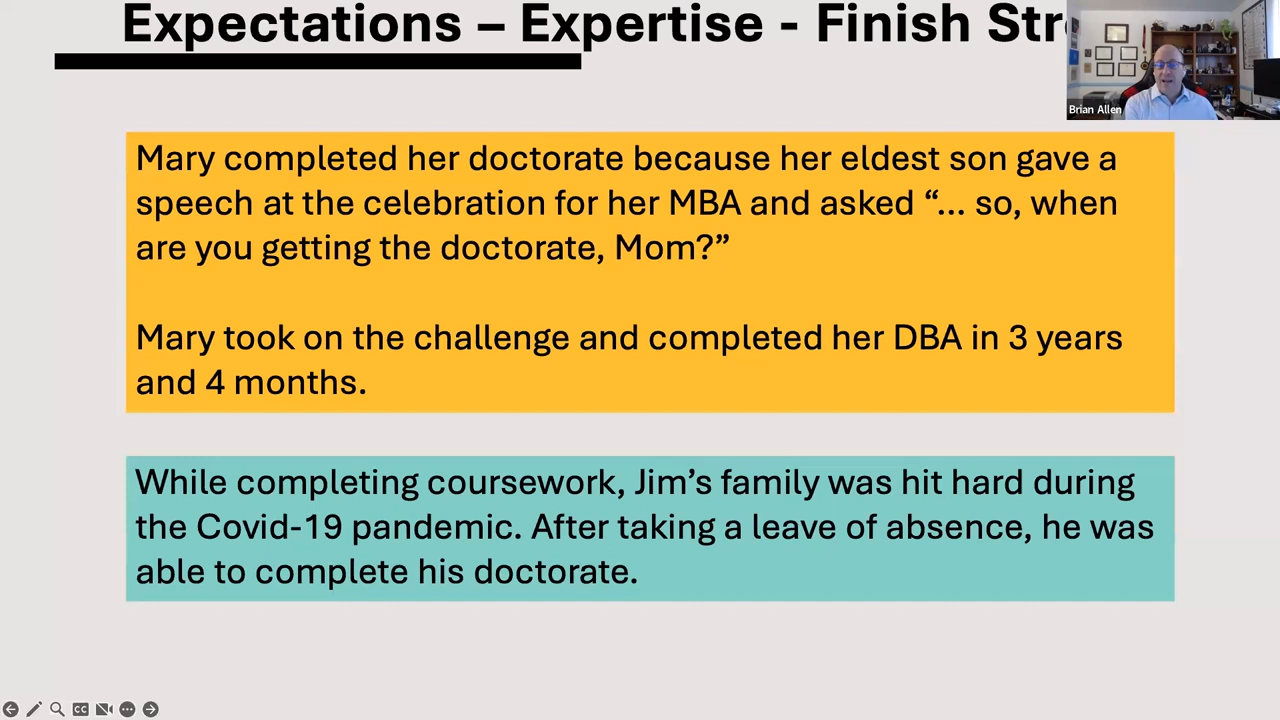 Expectations – Expertise - Finish
Brian Allen
Mary completed her doctorate because her eldest son gave a
speech at the celebration for her MBA and asked “... so, when
are you getting the doctorate, Mom?”
Mary took on the challenge and completed her DBA in 3 years
and 4 months.
While completing coursework, Jim’s family was hit hard during
the Covid-19 pandemic. After taking a leave of absence, he was
able to complete his doctorate.
CC